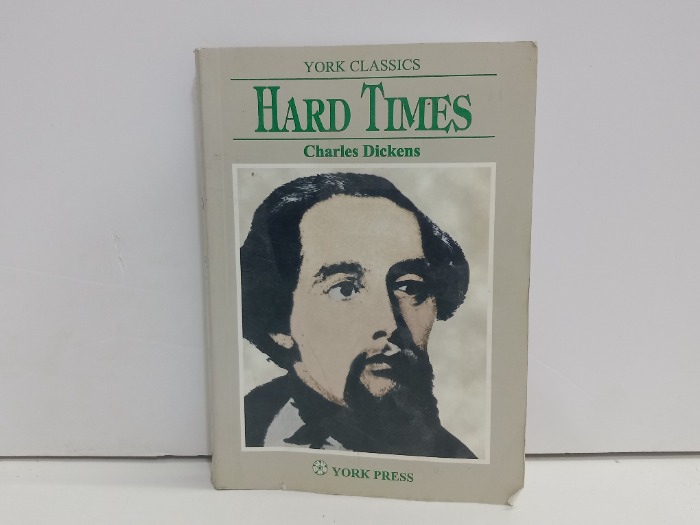 YORK CLASSICS
HARD TIMES
Charles Dickens
YORK PRESS